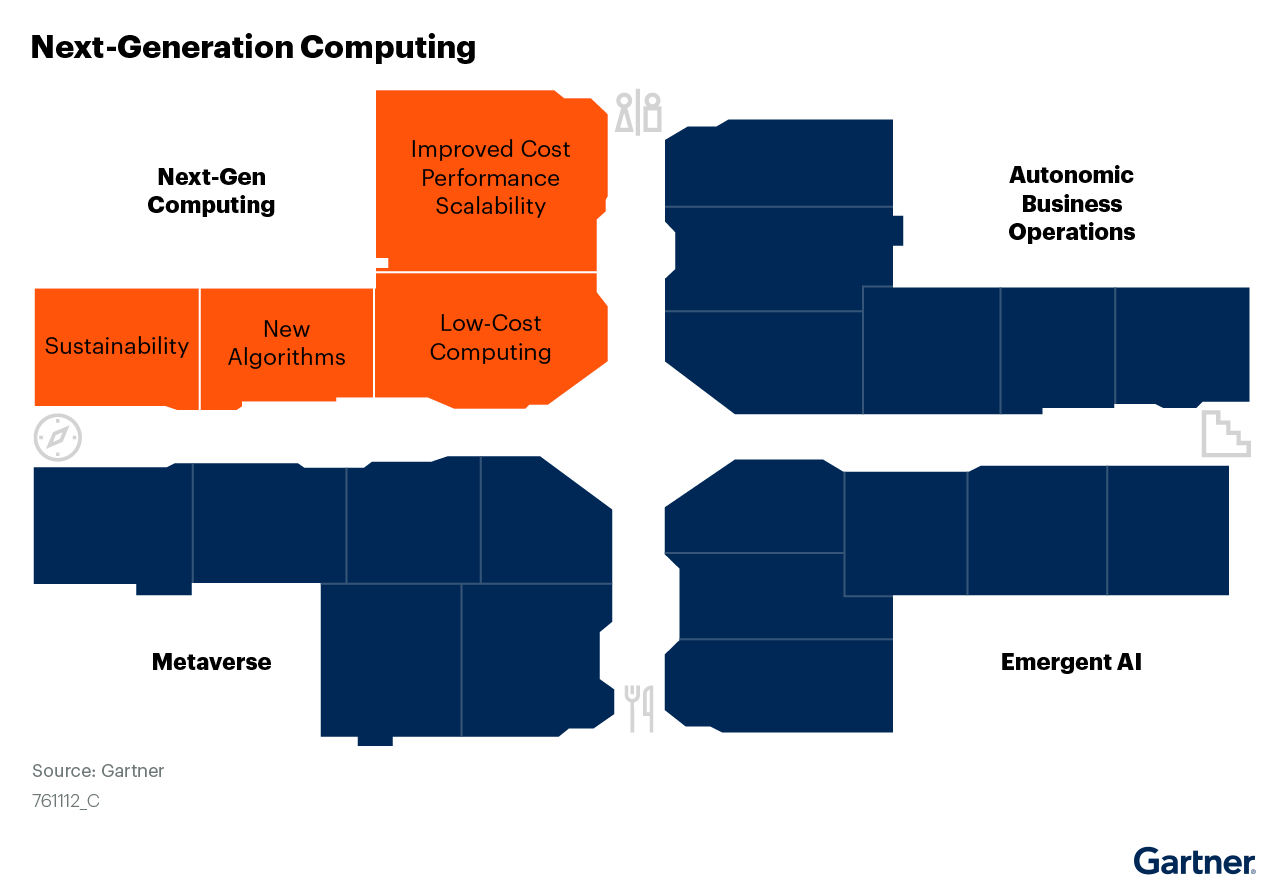 Next-Generation Computing
Next-Gen
Computing
Improved Cost
Performance
Scalability
Autonomic
Business
Operations
Sustainability
New
Algorithms
Low-Cost
Computing
Metaverse
Emergent AI
Source: Gartner
761112_C
Gartner®